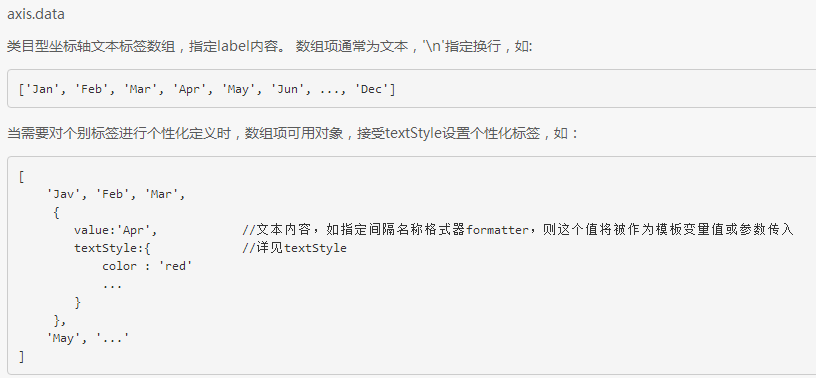 axis.data
类目型坐标轴文本标签数组，指定label内容。 数组项通常为文本，'\n'指定换行，如:
['Jan', 'Feb', 'Mar', 'Apr', 'May', 'Jun', ..., 'Dec']
当需要对个别标签进行个性化定义时，数组项可用对象，接受textStyle设置个性化标签，如：
[
    'Jav', 'Feb', 'Mar',
     {
        value:'Apr',            //文本内容，如指定间隔名称格式器formatter，则这个值将被作为模板变量值或参数传入
        textStyle:{             //详见textStyle
            color : 'red'
            ...
        }
     },
    'May', '...'
]